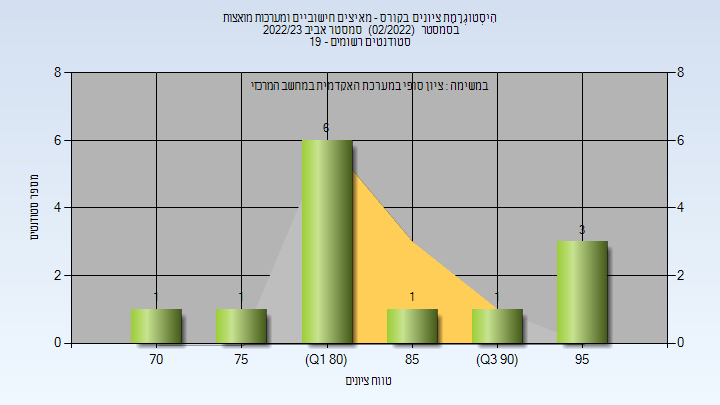 הִיסְטוֹגְרָמַת ציונים בקורס - מאיצים חישוביים ומערכות מואצות
בסמסטר (02/2022) סמסטר אביב 2022/23
סטודנטים רשומים - 19
במשימה : ציון סופי במערכת האקדמית במחשב המרכזי
8
6
4
2
0
8
6
4
2
0
מספר סטודנטים
1
1
6
1
1
3
70
75
(Q1 80)
85
(Q3 90)
95
טווח ציונים